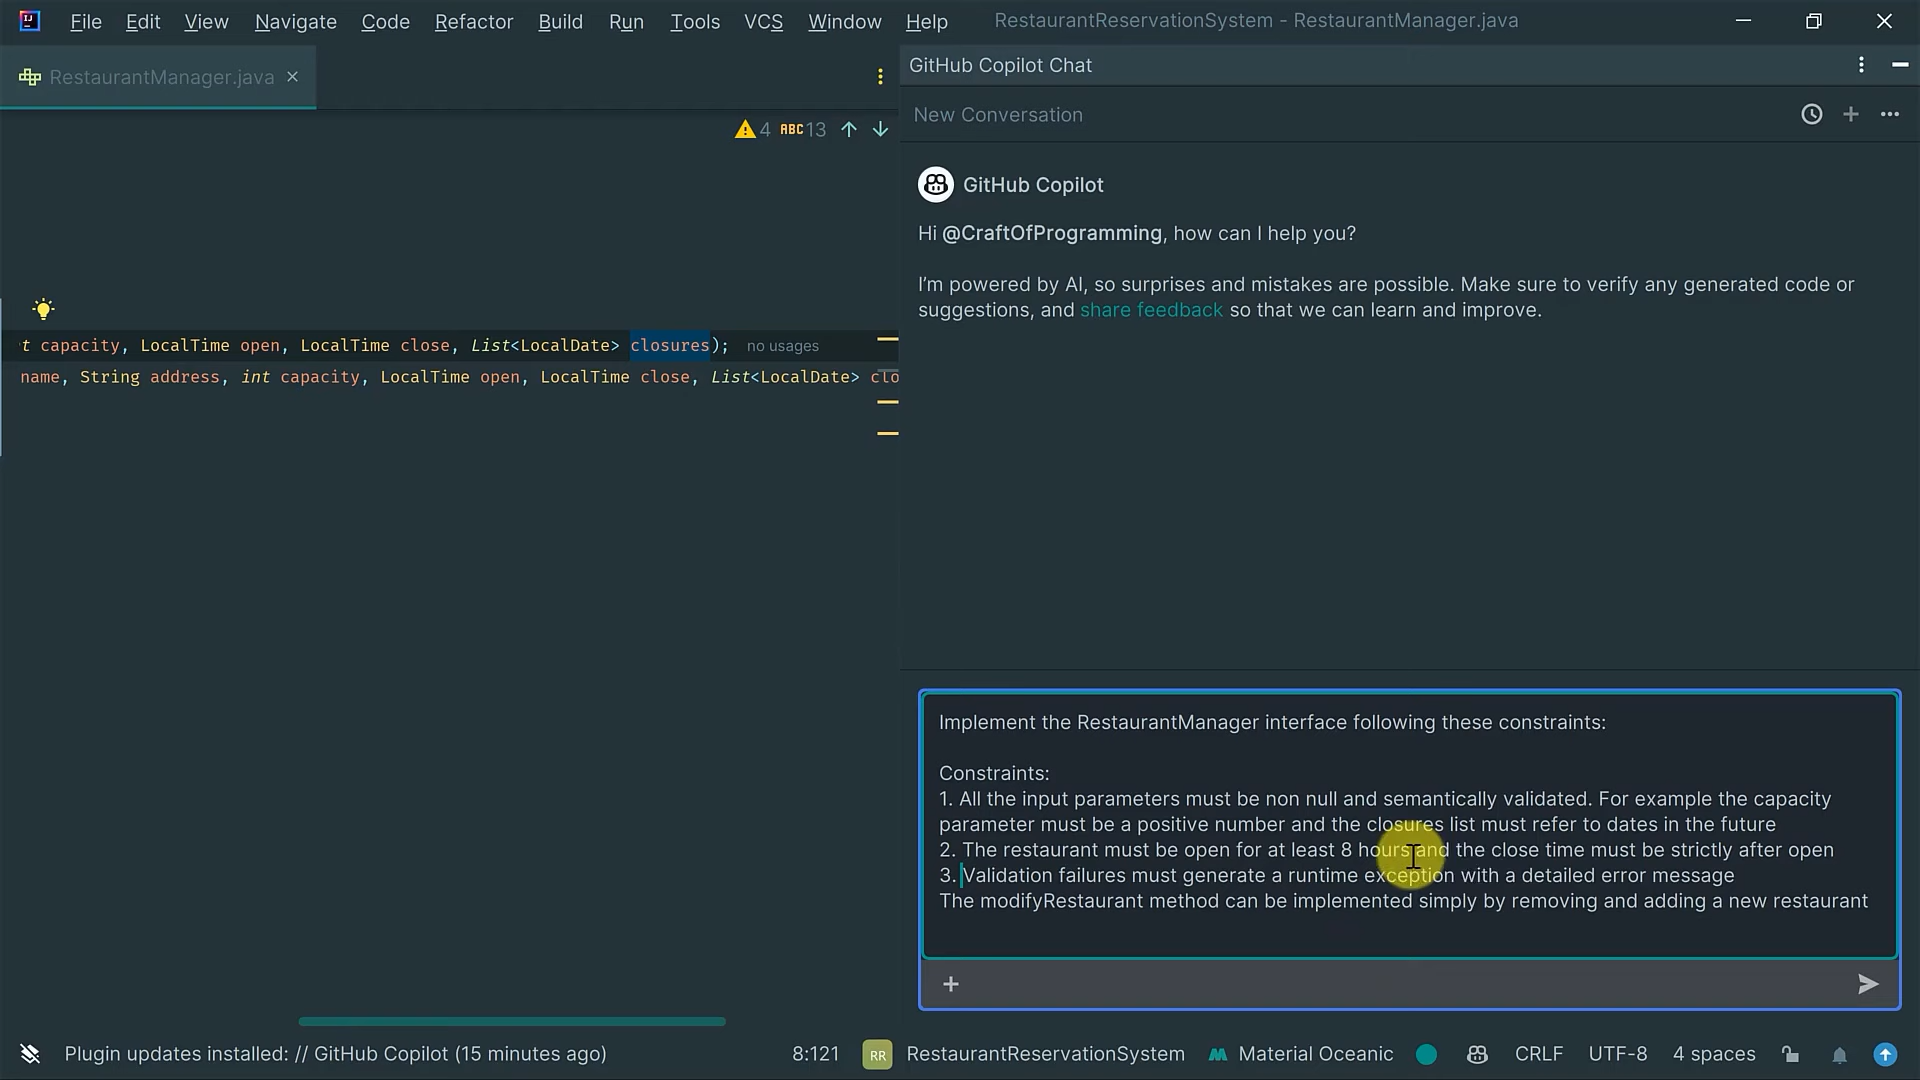 File Edit View Navigate Code Refactor Build Run Tools VCS Window Help RestaurantReservationSystem - RestaurantManager.java
RestaurantManager.java
GitHub Copilot Chat
New Conversation
4 ABC 13
GitHub Copilot
Hi @CraftOfProgramming, how can I help you?
I'm powered by AI, so surprises and mistakes are possible. Make sure to verify any generated code or
suggestions, and share feedback so that we can learn and improve.
t capacity, LocalTime open, LocalTime close, List<LocalDate> closures); no usages
name, String address, int capacity, LocalTime open, LocalTime close, List<LocalDate> clo
Implement the RestaurantManager interface following these constraints:
Constraints:
1. All the input parameters must be non null and semantically validated. For example the capacity
parameter must be a positive number and the closures list must refer to dates in the future
2. The restaurant must be open for at least 8 hours and the close time must be strictly after open
3. Validation failures must generate a runtime exception with a detailed error message
The modifyRestaurant method can be implemented simply by removing and adding a new restaurant
Plugin updates installed: // GitHub Copilot (15 minutes ago) 8:121 RR RestaurantReservationSystem Material Oceanic CRLF UTF-8 4 spaces